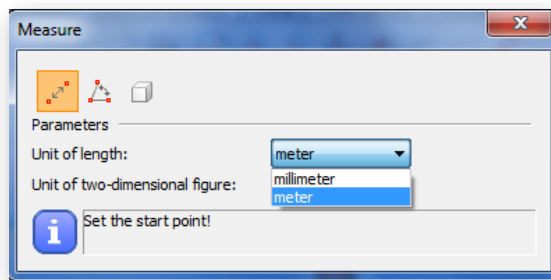 Measure
Parameters
Unit of length:
meter
millimeter
Unit of two-dimensional figure:
meter
Set the start point!